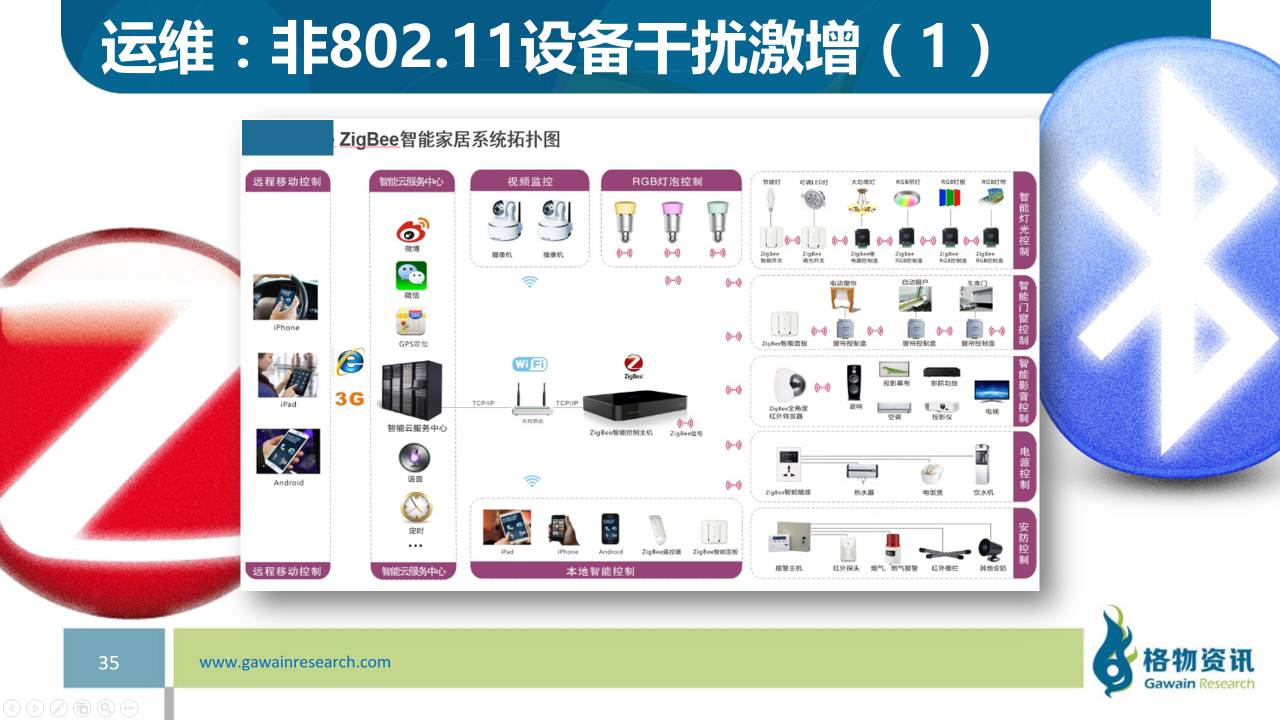 运维：非802.11设备干扰激增（1）
ZigBee智能家居系统拓扑图
远程移动控制
iPhone
iPad
Android
远程移动控制
3G
智能云服务中心
微博
微信
GPS定位
智能云服务中心
语音
定时
•••
智能云服务中心
视频监控
摄像机
摄像机
RGB灯泡控制
TCP/IP
WiFi
无线路由
TCP/IP
ZigBee
ZigBee智能控制主机
ZigBee信号
iPad
iPhone
Android
ZigBee遥控器
ZigBee智能面板
本地智能控制
节能灯
可调LED灯
大功率灯
RGB吊灯
RGB灯板
RGB灯带
ZigBee
智能开关
ZigBee
调光开关
ZigBee继
电器控制盒
ZigBee
RGB控制盒
ZigBee
RGB控制盒
ZigBee
RGB控制盒
智能灯光控制
电动窗帘
自动窗户
车库门
ZigBee智能面板
窗帘控制盒
窗帘控制盒
窗帘控制盒
智能门窗控制
ZigBee全角度
红外转发器
音响
投影幕布
影院功放
空调
投影仪
电视
智能影音控制
ZigBee智能插座
热水器
电饭煲
饮水机
电源控制
报警主机
红外探头
烟气、燃气报警
红外栅栏
其他安防
安防控制
35
www.gawainresearch.com
格物资讯
Gawain Research